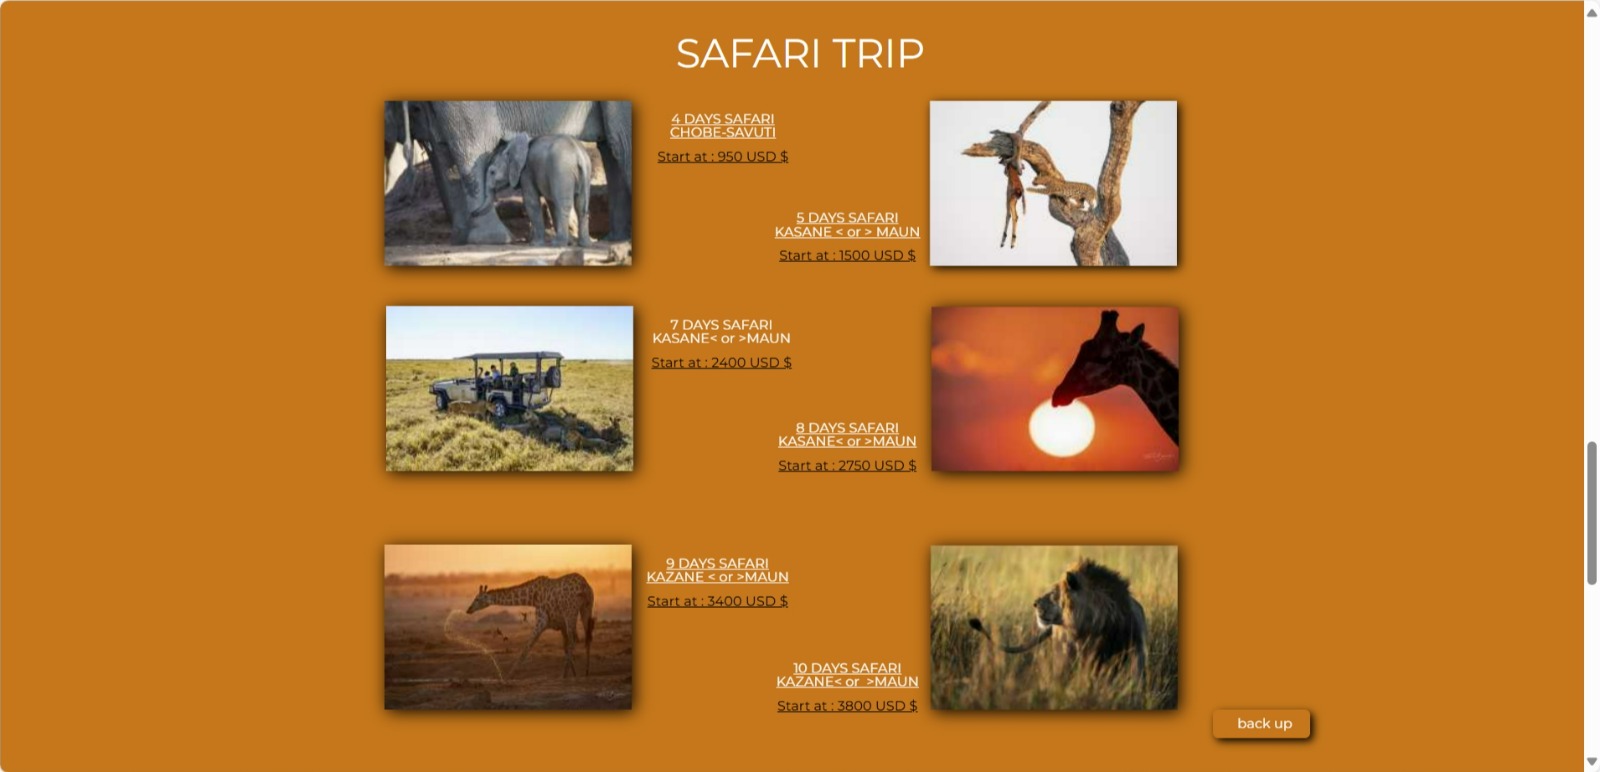 SAFARI TRIP
4 DAYS SAFARI
CHOBE-SAVUTI
Start at : 950 USD $
5 DAYS SAFARI
KASANE < or > MAUN
Start at : 1500 USD $
7 DAYS SAFARI
KASANE< or >MAUN
Start at : 2400 USD $
8 DAYS SAFARI
KASANE< or >MAUN
Start at : 2750 USD $
9 DAYS SAFARI
KAZANE < or >MAUN
Start at : 3400 USD $
10 DAYS SAFARI
KAZANE< or  >MAUN
Start at : 3800 USD $
back up